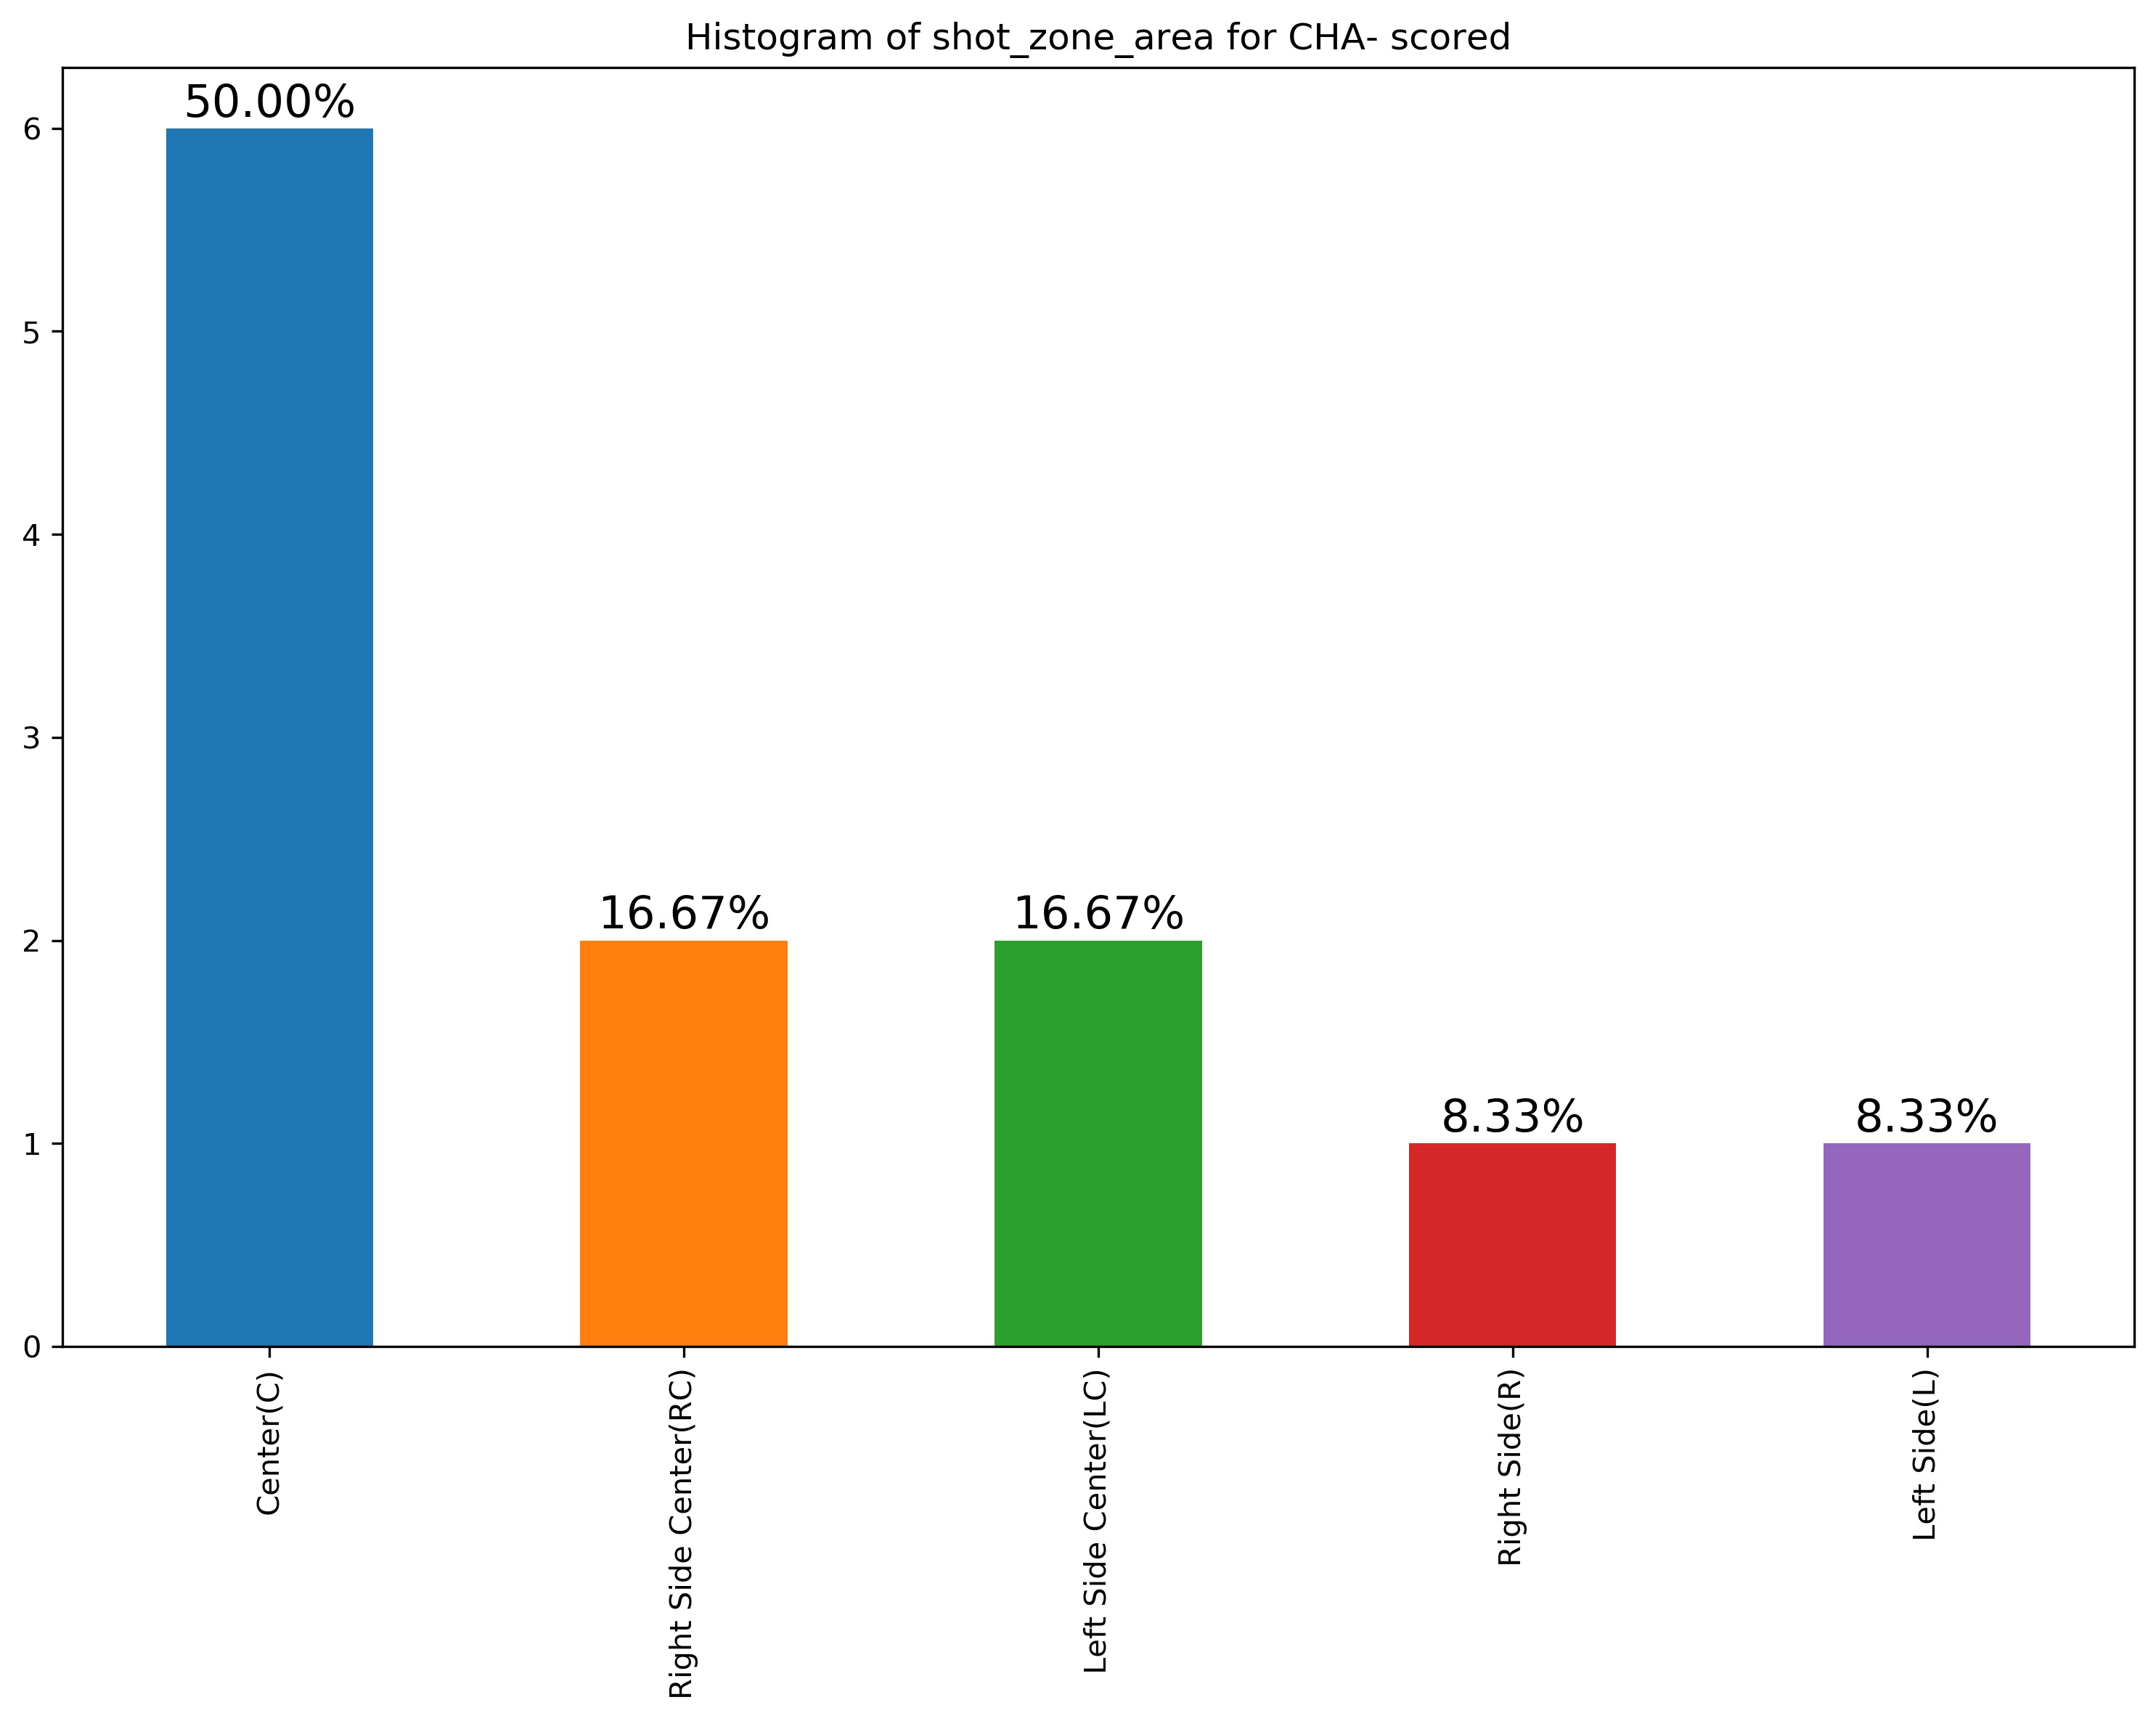 Histogram of shot_zone_area for CHA- scored
50.00%
6
5
4
3
16.67% 16.67%
2
8.33% 8.33%
1
0
Center(C)
Right Side Center(RC)
Left Side Center(LC)
Right Side(R)
Left Side(L)